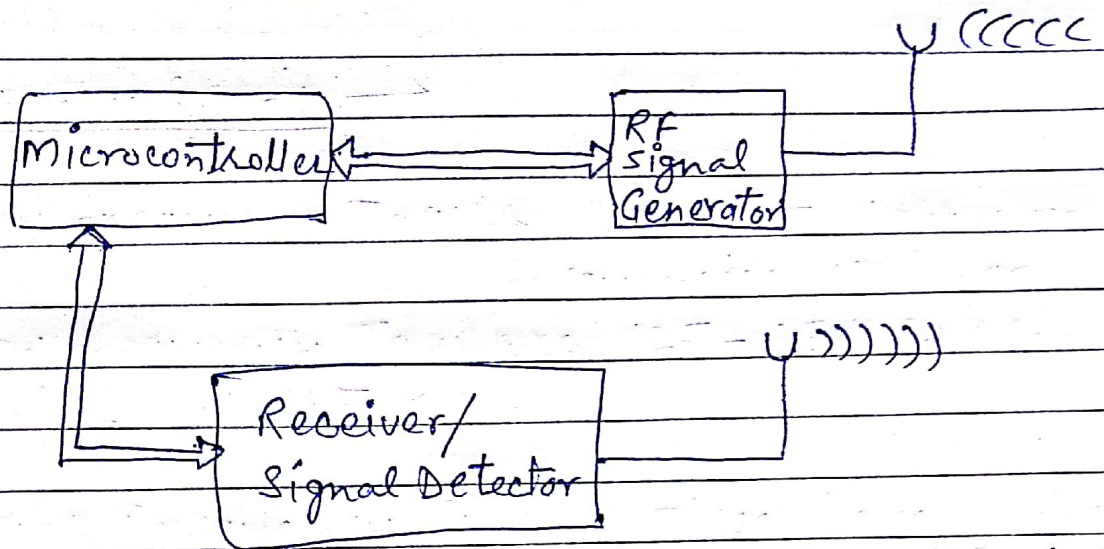 Microcontroller
RF
Signal
Generator
Receiver/
Signal Detector